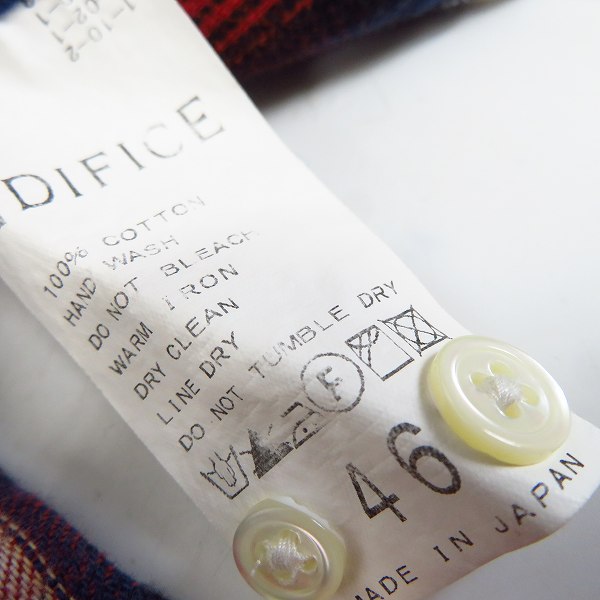 DIFICE
100% COTTON
HAND WASH
DO NOT BLEACH
WARM IRON
DRY CLEAN
LINE DRY
DO NOT TUMBLE DRY
F
46
MADE IN JAPAN